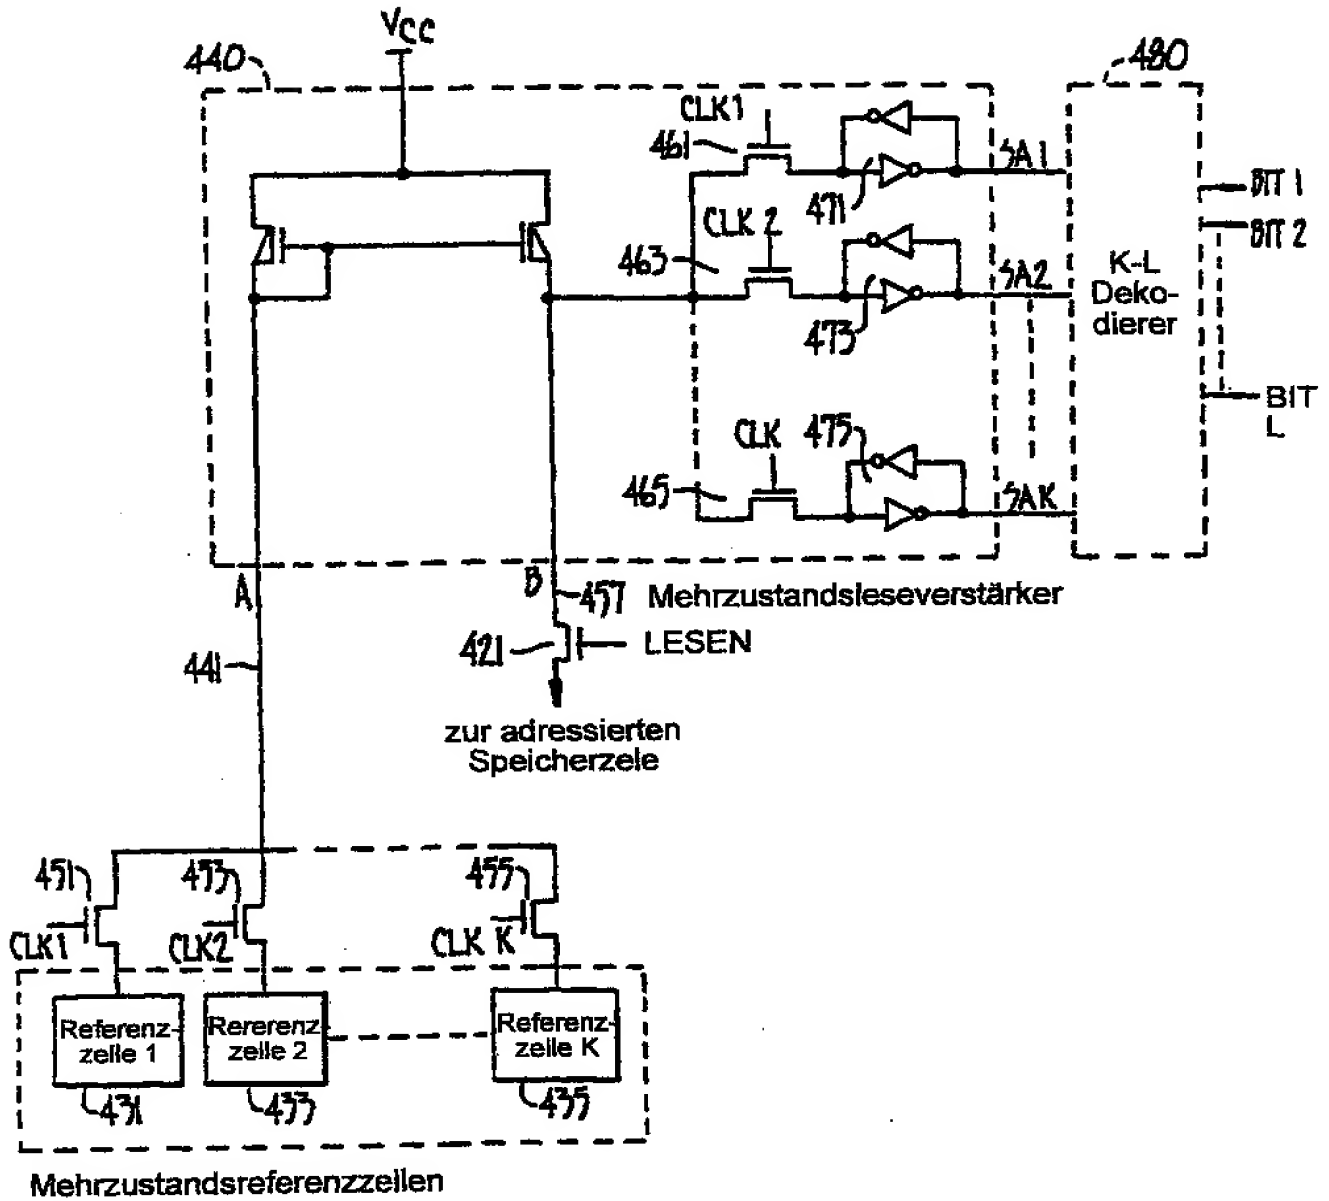 VCC
440
480
CLK1
461
471
SA1
BIT 1
CLK 2
BIT 2
463
473
SA2
K-L
Deko-
dierer
BIT
L
CLK
475
465
SAK
A
B
457
Mehrzustandsleseverstärker
421
LESEN
441
zur adressierten
Speicherzele
451
453
455
CLK1
CLK2
CLK K
Referenz-
zelle 1
Rererenz
zelle 2
Referenz-
zelle K
431
433
435
Mehrzustandsreferenzzellen